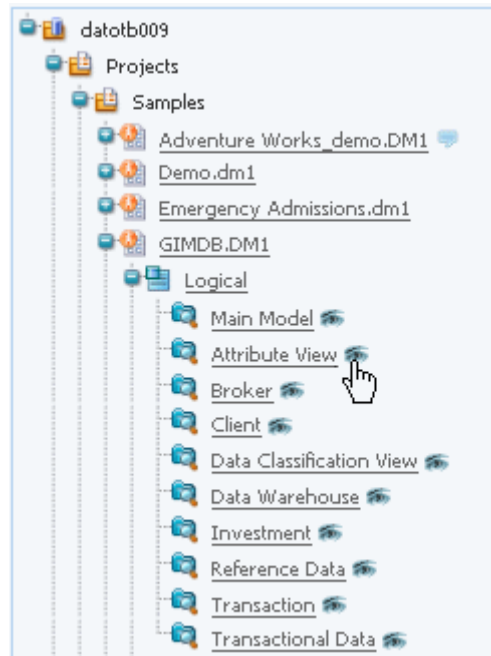 datotb009
Projects
Samples
Adventure Works_demo.DM1
Demo.dm1
Emergency Admissions.dm1
GIMDB.DM1
Logical
Main Model
Attribute View
Broker
Client
Data Classification View
Data Warehouse
Investment
Reference Data
Transaction
Transactional Data